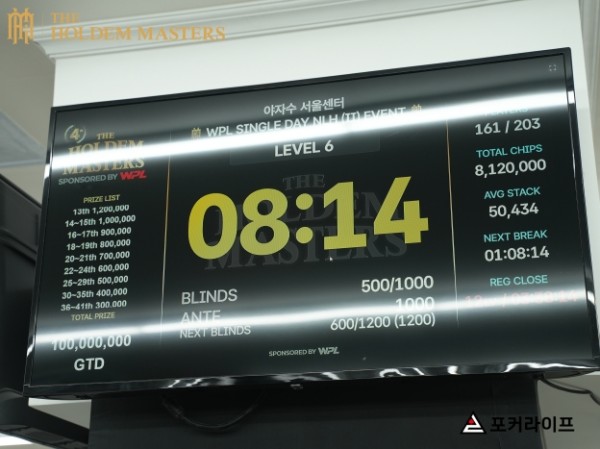 THE
HOLDEM MASTERS
야자수 서울센터
WPL SINGLE DAY NLH (T) EVENT
LEVEL 6
4
THE
HOLDEM
MASTERS
SPONSORED BY WPL
PRIZE LIST
13th 1,200,000
14~15th 1,000,000
16~17th 900,000
18~19th 800,000
20~21th 700,000
22~24th 600,000
25~29th 500,000
30~35th 400,000
36~41th 300,000
TOTAL PRIZE
100,000,000
GTD
THE
HOLDEM
MASTERS
08:14
BLINDS 500/1000
ANTE 1000
NEXT BLINDS 600/1200 (1200)
SPONSORED BY WPL
161 / 203
TOTAL CHIPS
8,120,000
AVG STACK
50,434
NEXT BREAK
01:08:14
REG CLOSE
포커라이프